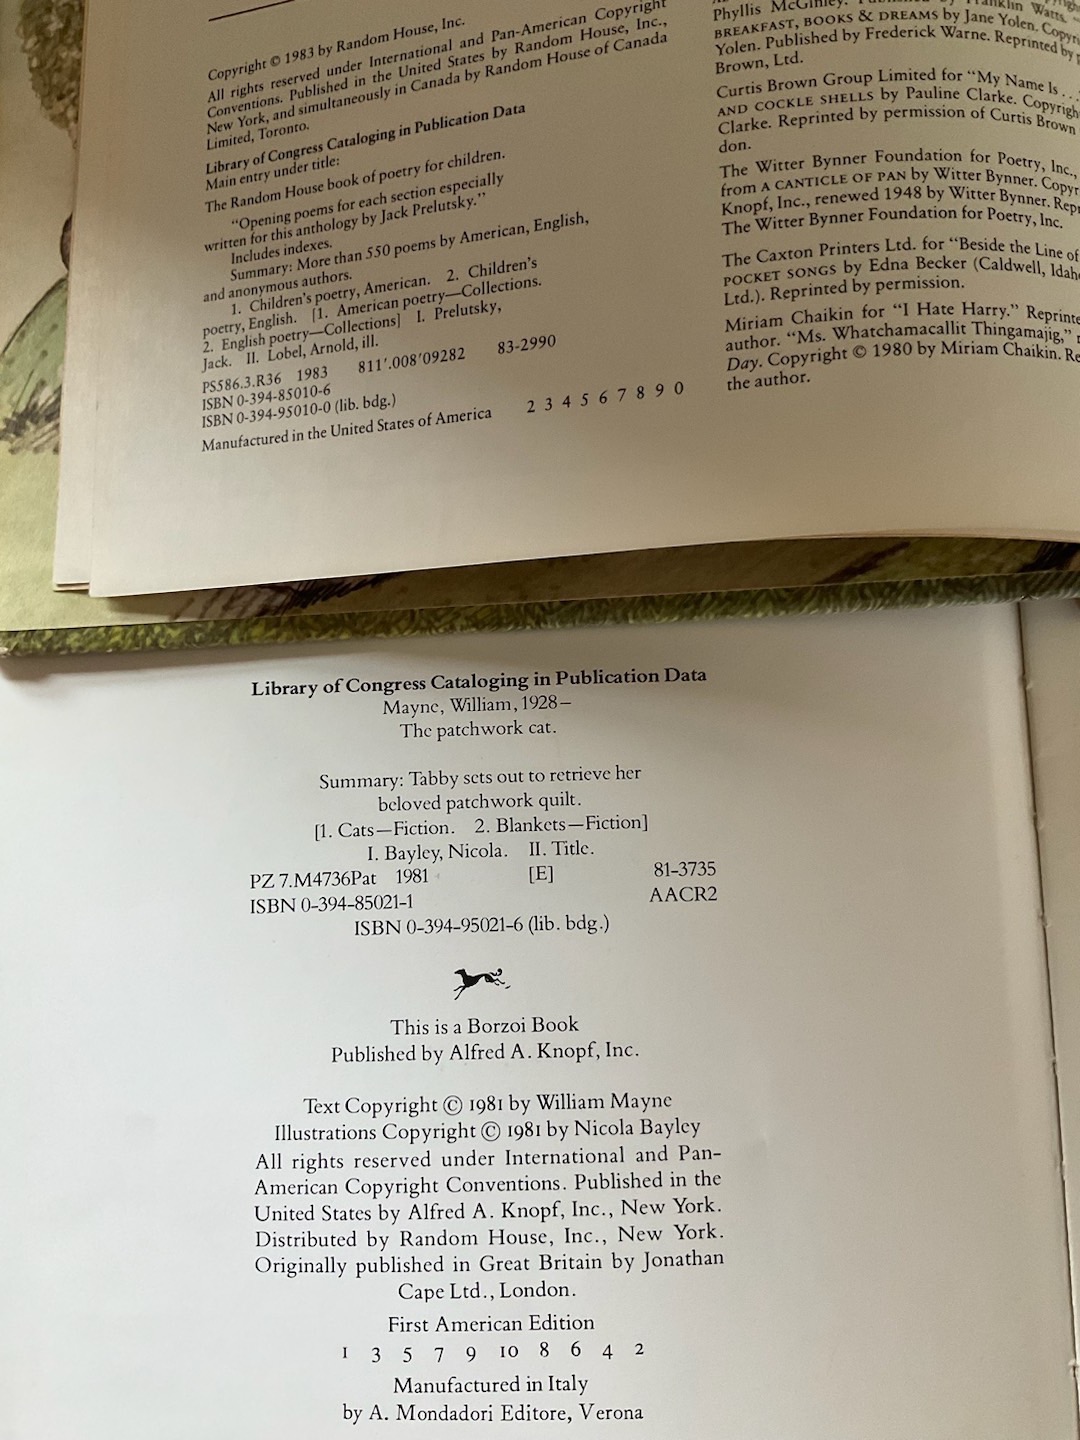 Copyright © 1983 by Random House, Inc.
All rights reserved under International and Pan-American Copyright
Conventions. Published in the United States by Random House, Inc.,
New York, and simultaneously in Canada by Random House of Canada
Limited, Toronto.
Library of Congress Cataloging in Publication Data
Main entry under title:
The Random House book of poetry for children.
"Opening poems for each section especially
written for this anthology by Jack Prelutsky."
Includes indexes.
Summary: More than 550 poems by American, English,
and anonymous authors.
1. Children's poetry, American. 2. Children's
poetry, English. [1. American poetry—Collections.
2. English poetry—Collections] I. Prelutsky,
Jack. II. Lobel, Arnold, ill.
PS586.3.R36 1983 811'.008'09282 83-2990
ISBN 0-394-85010-6
ISBN 0-394-95010-0 (lib. bdg.)
Manufactured in the United States of America 2 3 4 5 6 7 8 9 0
Phyllis McGinley. Franklin Watts,
BREAKFAST, BOOKS & DREAMS by Jane Yolen.
Yolen. Published by Frederick Warne. Reprinted by
Brown, Ltd.
Curtis Brown Group Limited for "My Name Is . . .
AND COCKLE SHELLS by Pauline Clarke.
Clarke. Reprinted by permission of Curtis Brown
don.
The Witter Bynner Foundation for Poetry, Inc.,
from A CANTICLE OF PAN by Witter Bynner.
Knopf, Inc., renewed 1948 by Witter Bynner.
The Witter Bynner Foundation for Poetry, Inc.
The Caxton Printers Ltd. for "Beside the Line of
POCKET SONGS by Edna Becker (Caldwell,
Ltd.). Reprinted by permission.
Miriam Chaikin for "I Hate Harry."
author. "Ms. Whatchamacallit Thingamajig,"
Day. Copyright © 1980 by Miriam Chaikin.
the author.
Library of Congress Cataloging in Publication Data
Mayne, William, 1928–
The patchwork cat.
Summary: Tabby sets out to retrieve her
beloved patchwork quilt.
[1. Cats—Fiction. 2. Blankets—Fiction]
I. Bayley, Nicola. II. Title.
PZ 7.M4736Pat 1981 [E] 81-3735
ISBN 0-394-85021-1 AACR2
ISBN 0-394-95021-6 (lib. bdg.)
This is a Borzoi Book
Published by Alfred A. Knopf, Inc.
Text Copyright © 1981 by William Mayne
Illustrations Copyright © 1981 by Nicola Bayley
All rights reserved under International and Pan-
American Copyright Conventions. Published in the
United States by Alfred A. Knopf, Inc., New York.
Distributed by Random House, Inc., New York.
Originally published in Great Britain by Jonathan
Cape Ltd., London.
First American Edition
1 3 5 7 9 10 8 6 4 2
Manufactured in Italy
by A. Mondadori Editore, Verona